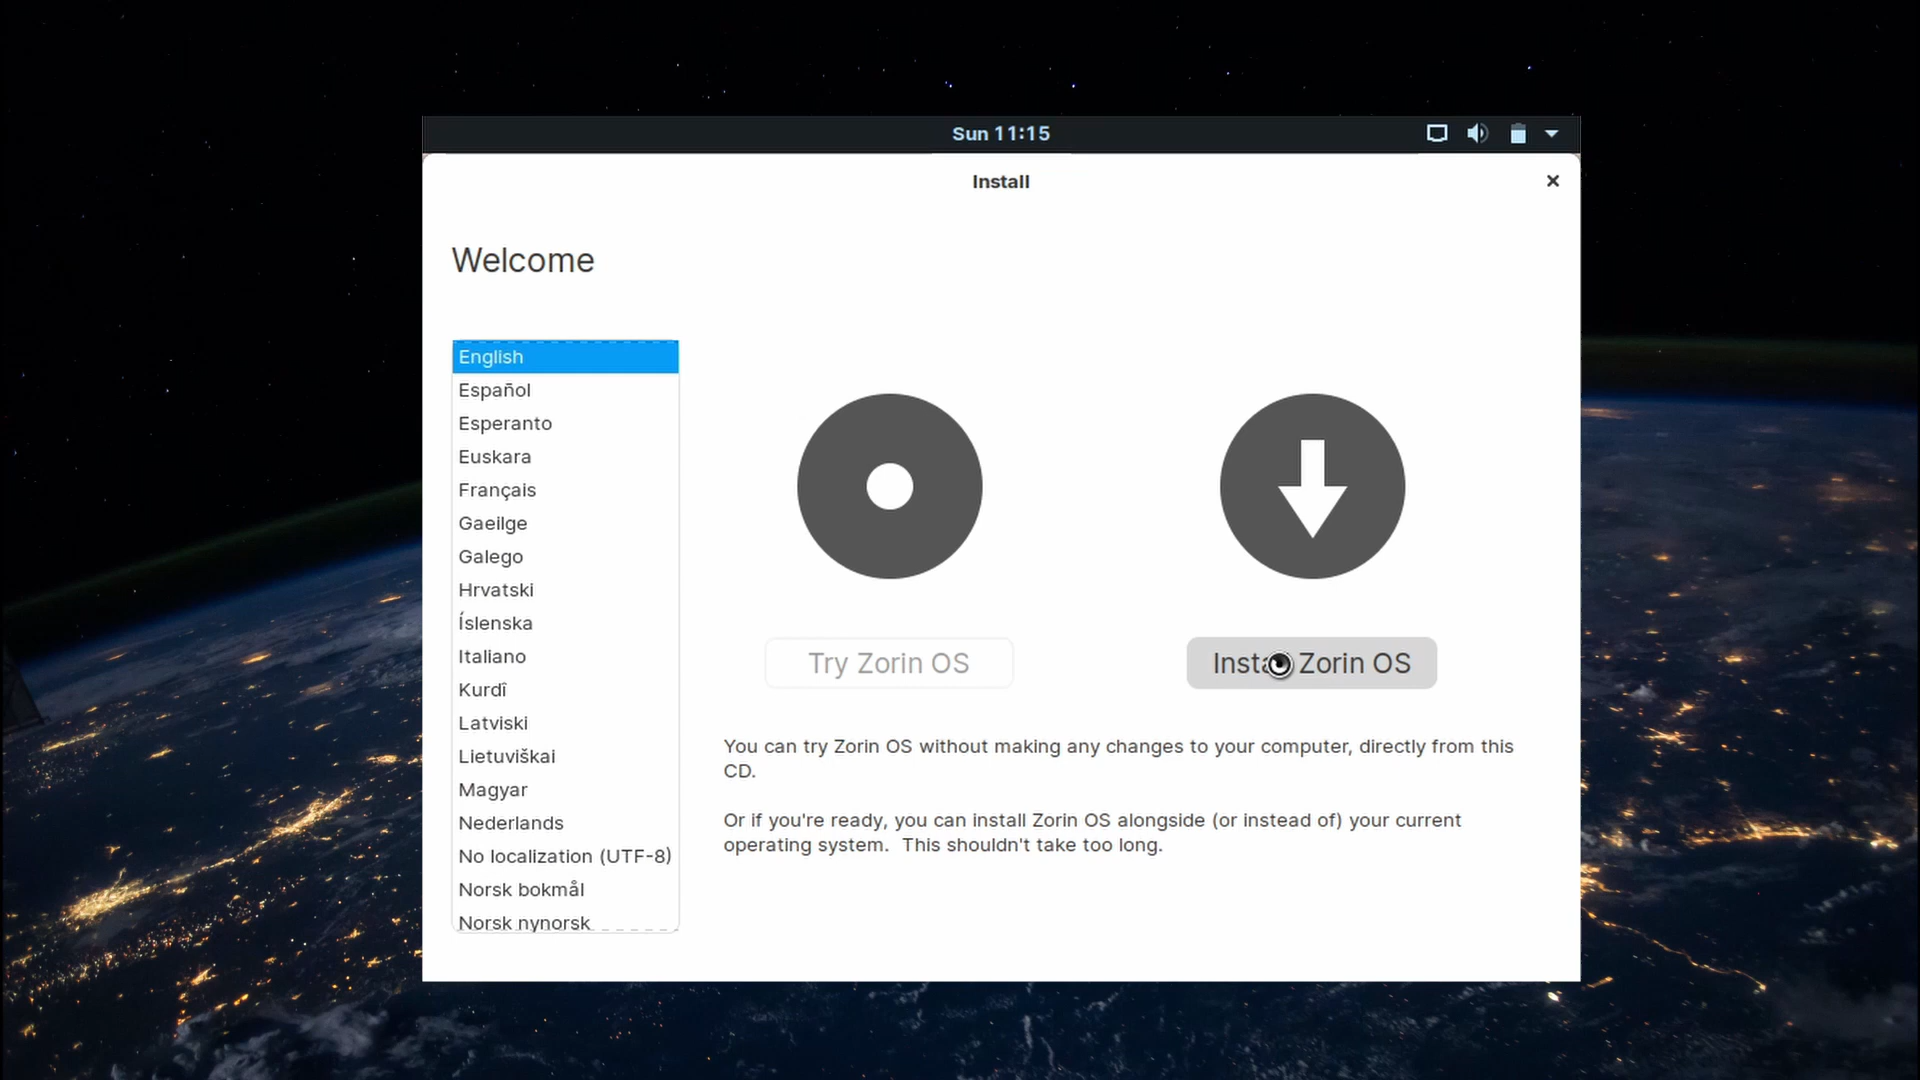 Sun 11:15
Install
Welcome
English
Español
Esperanto
Euskara
Français
Gaeilge
Galego
Hrvatski
Íslenska
Italiano
Kurdî
Latviski
Lietuviškai
Magyar
Nederlands
No localization (UTF-8)
Norsk bokmål
Norsk nynorsk
Try Zorin OS
Install Zorin OS
You can try Zorin OS without making any changes to your computer, directly from this
CD.
Or if you're ready, you can install Zorin OS alongside (or instead of) your current
operating system.  This shouldn't take too long.